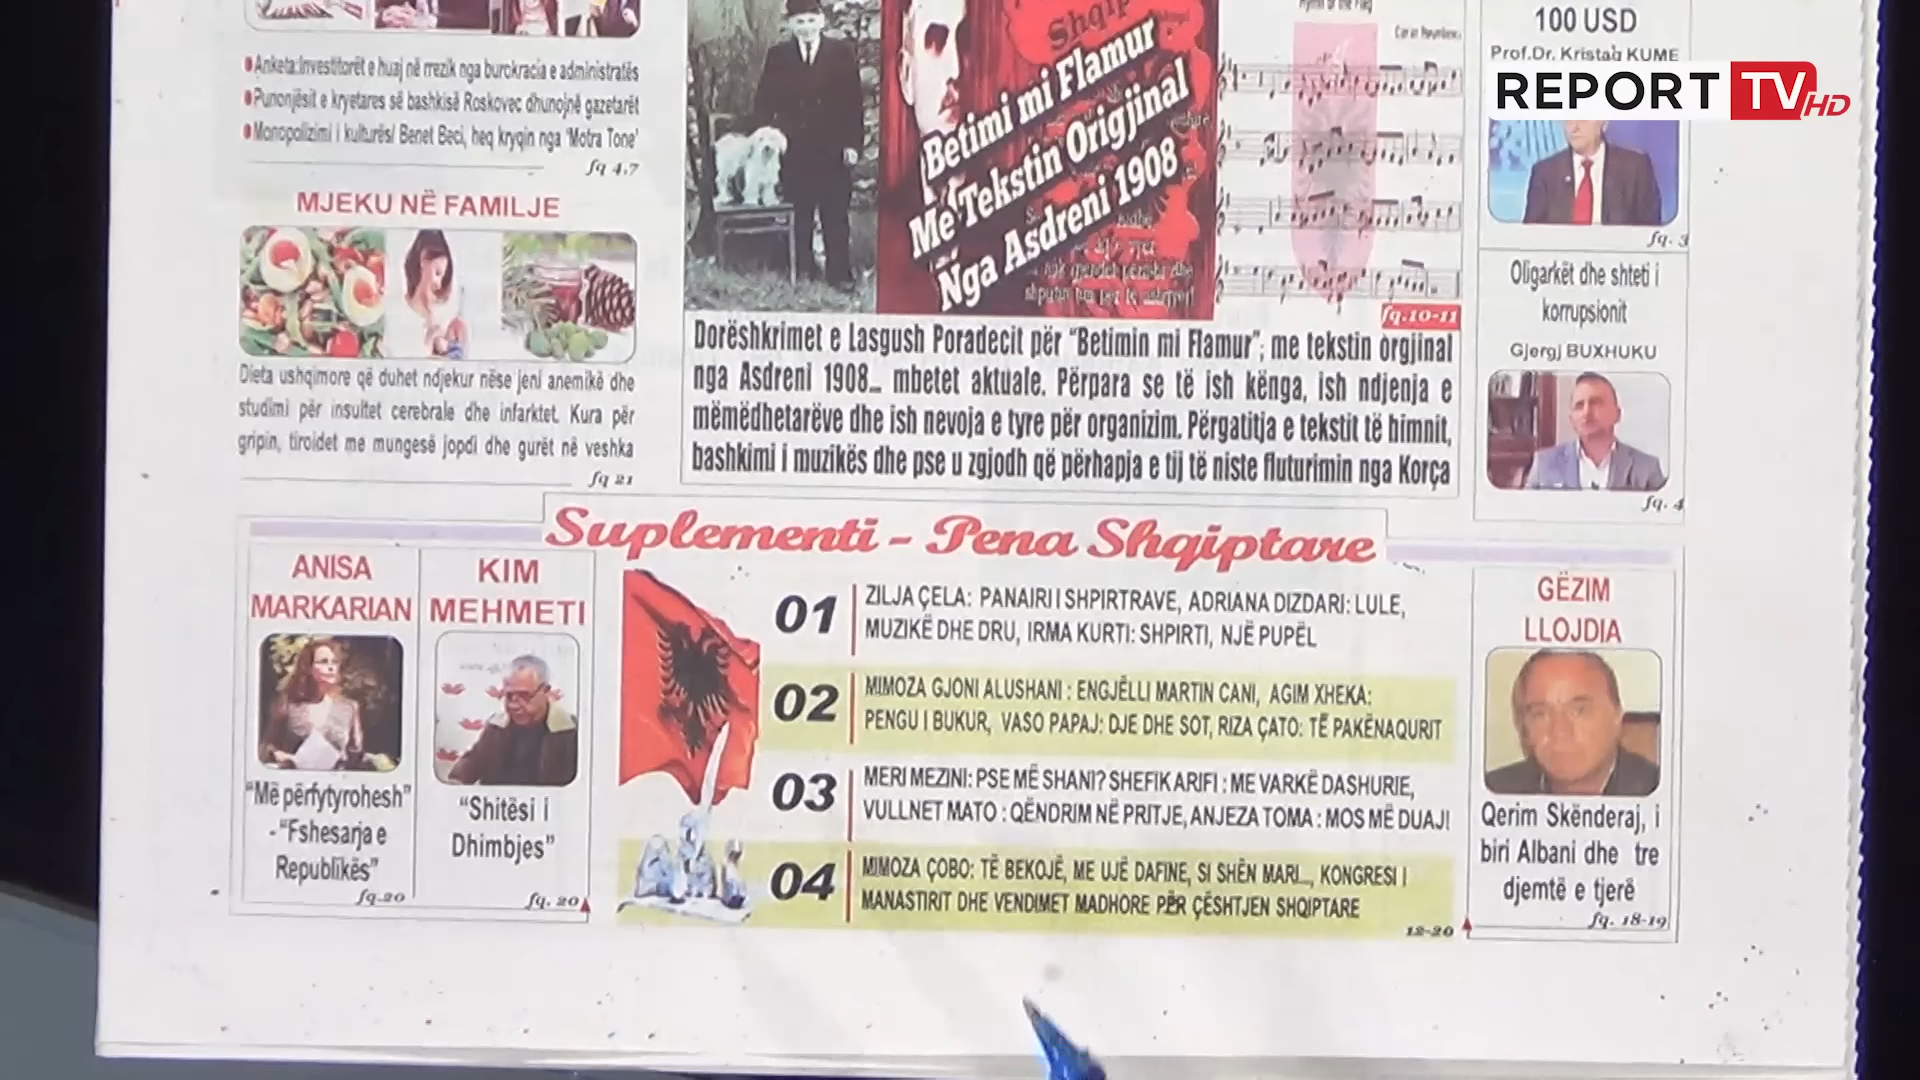 100 USD
Prof.Dr. Kristaq KUME
REPORT TV HD
fq. 3
Oligarkët dhe shteti i
korrupsionit
Gjergj BUXHUKU
fq. 4
Anketa:Investitorët e huaj në rrezik nga burokracia e administratës
Punonjësit e kryetares së bashkisë Roskovec dhunojnë gazetarët
Monopolizimi i kulturës/ Benet Beci, heq kryqin nga 'Motra Tone'
fq 4,7
MJEKU NË FAMILJE
Dieta ushqimore që duhet ndjekur nëse jeni anemikë dhe
studimi për insultet cerebrale dhe infarktet. Kura për
gripin, tiroidet me mungesë jopdi dhe gurët në veshka
fq 21
Shqip
Betimi mi Flamur
Me Tekstin Origjinal
Nga Asdreni 1908
fq.10-11
Dorëshkrimet e Lasgush Poradecit për “Betimin mi Flamur”; me tekstin orgjinal
nga Asdreni 1908... mbetet aktuale. Përpara se të ish kënga, ish ndjenja e
mëmëdhetarëve dhe ish nevoja e tyre për organizim. Përgatitja e tekstit të himnit,
bashkimi i muzikës dhe pse u zgjodh që përhapja e tij të niste fluturimin nga Korça
Suplementi - Pena Shqiptare
ANISA
MARKARIAN
“Më përfytyrohesh”
-“Fshesarja e
Republikës”
fq.20
KIM
MEHMETI
“Shitësi i
Dhimbjes”
fq. 20
01
ZILJA ÇELA: PANAIRI I SHPIRTRAVE, ADRIANA DIZDARI: LULE,
MUZIKË DHE DRU, IRMA KURTI: SHPIRTI, NJË PUPËL
02
MIMOZA GJONI ALUSHANI : ENGJËLLI MARTIN CANI, AGIM XHEKA:
PENGU I BUKUR, VASO PAPAJ: DJE DHE SOT, RIZA ÇATO: TË PAKËNAQURIT
03
MERI MEZINI: PSE MË SHANI? SHEFIK ARIFI : ME VARKË DASHURIE,
VULLNET MATO : QËNDRIM NË PRITJE, ANJEZA TOMA : MOS MË DUAJ!
04
MIMOZA ÇOBO: TË BEKOJË, ME UJË DAFINE, SI SHËN MARI..., KONGRESI I
MANASTIRIT DHE VENDIMET MADHORE PËR ÇËSHTJEN SHQIPTARE
12-20
GËZIM
LLOJDIA
Qerim Skënderaj, i
biri Albani dhe tre
djemtë e tjerë
fq. 18-19